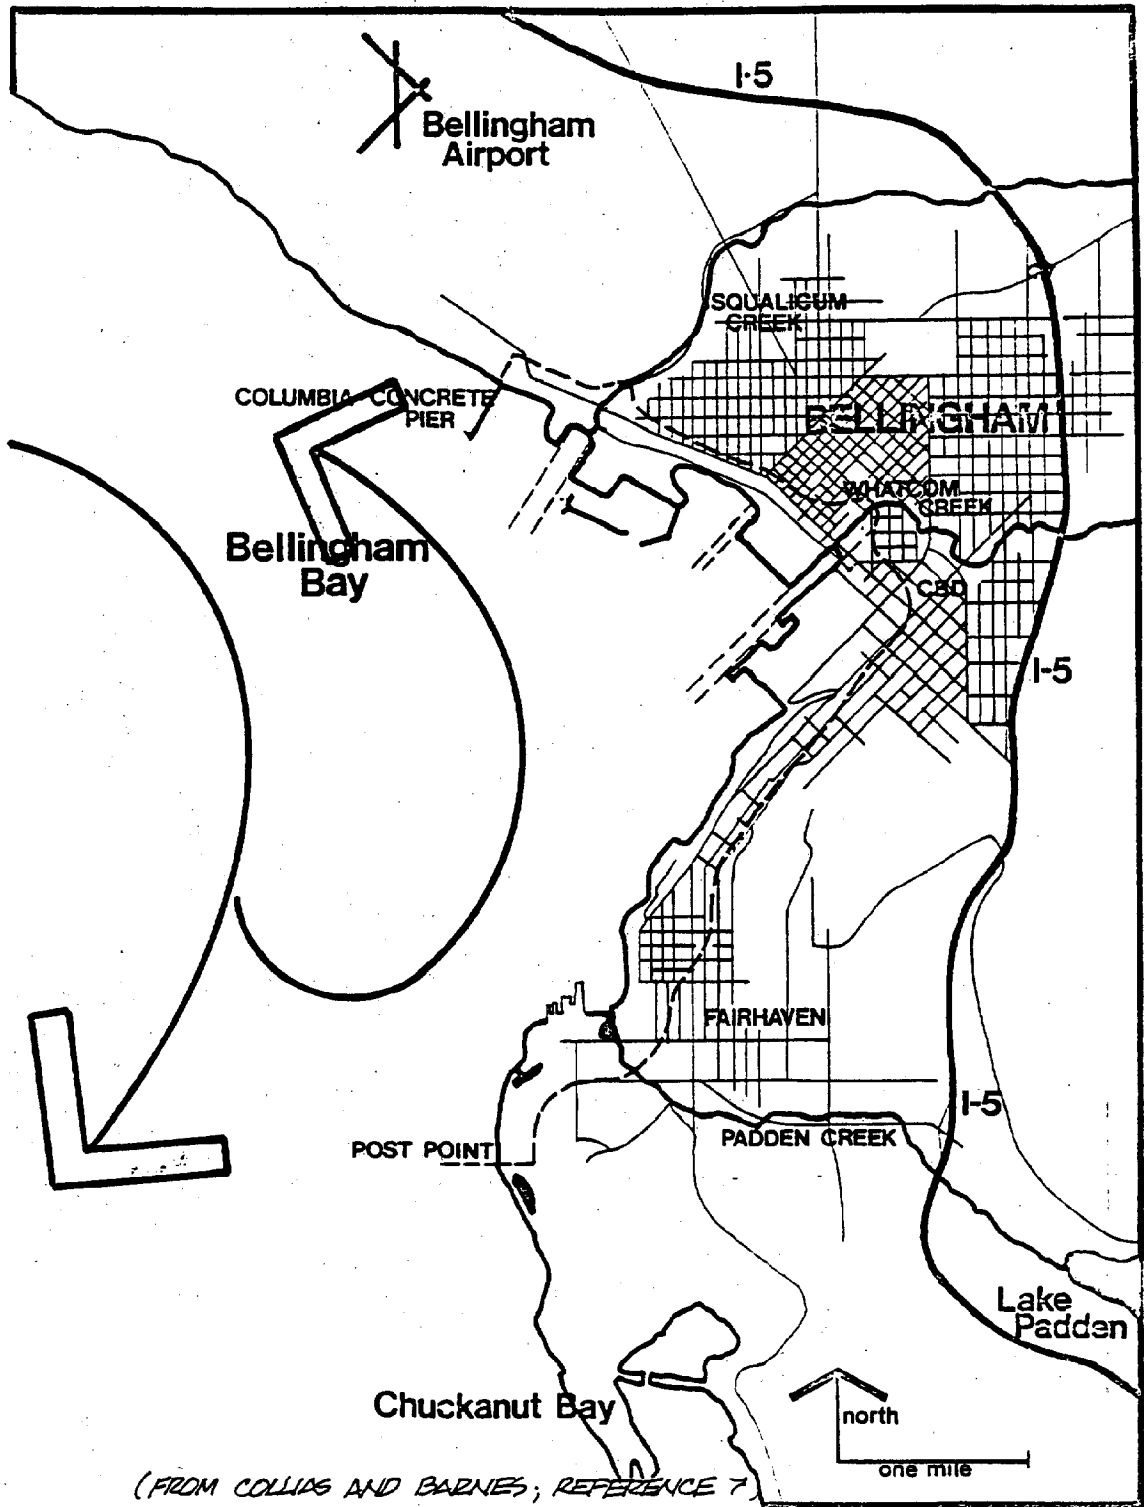 I-5
Bellingham
Airport
SQUALICUM
CREEK
COLUMBIA CONCRETE
PIER
BELLINGHAM
WHATCOM
CREEK
Bellingham
Bay
CBD
I-5
FAIRHAVEN
I-5
POST POINT
PADDEN CREEK
Lake
Padden
Chuckanut Bay
north
one mile
(FROM COLLIAS AND BARNES; REFERENCE 7)